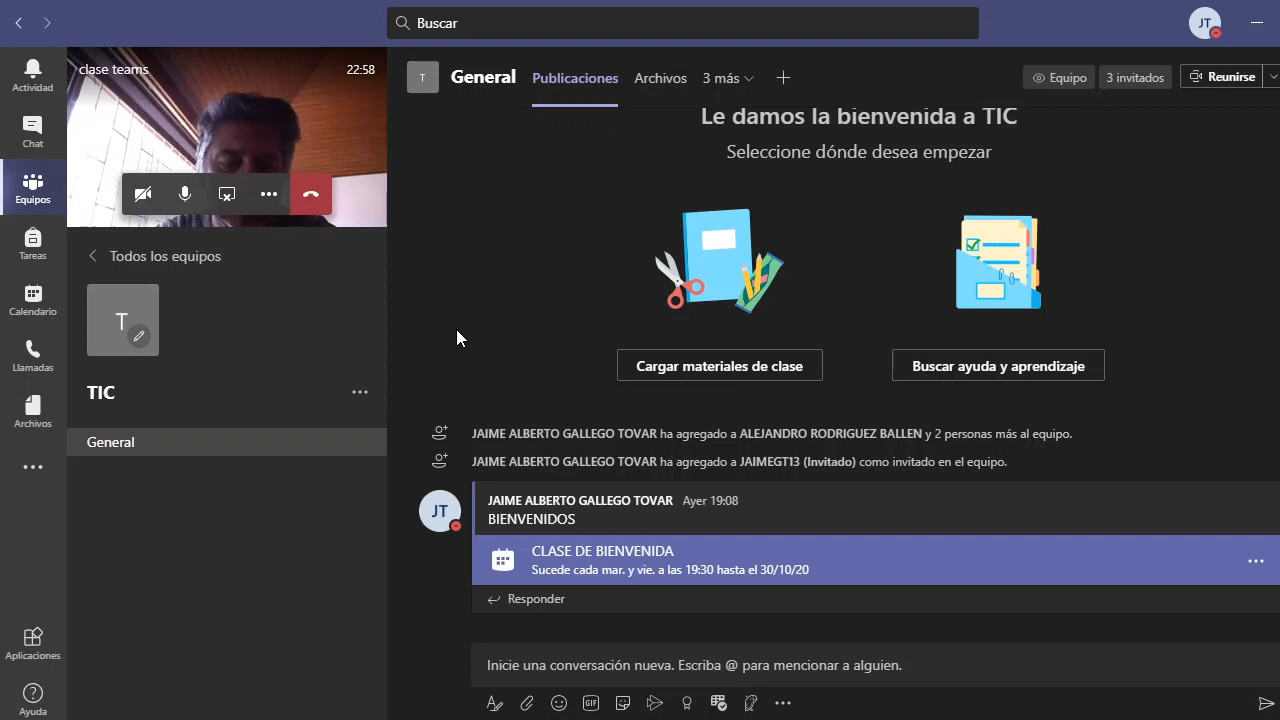 Buscar
JT
Actividad
Chat
Equipos
Tareas
Calendario
Llamadas
Archivos
Aplicaciones
Ayuda
clase teams
22:58
Todos los equipos
T
TIC
General
T
General
Publicaciones
Archivos
3 más
Equipo
3 invitados
Reunirse
Le damos la bienvenida a TIC
Seleccione dónde desea empezar
Cargar materiales de clase
Buscar ayuda y aprendizaje
JAIME ALBERTO GALLEGO TOVAR ha agregado a ALEJANDRO RODRIGUEZ BALLEN y 2 personas más al equipo.
JAIME ALBERTO GALLEGO TOVAR ha agregado a JAIMEGT13 (Invitado) como invitado en el equipo.
JT
JAIME ALBERTO GALLEGO TOVAR Ayer 19:08
BIENVENIDOS
CLASE DE BIENVENIDA
Sucede cada mar. y vie. a las 19:30 hasta el 30/10/20
Responder
Inicie una conversación nueva. Escriba @ para mencionar a alguien.
GIF